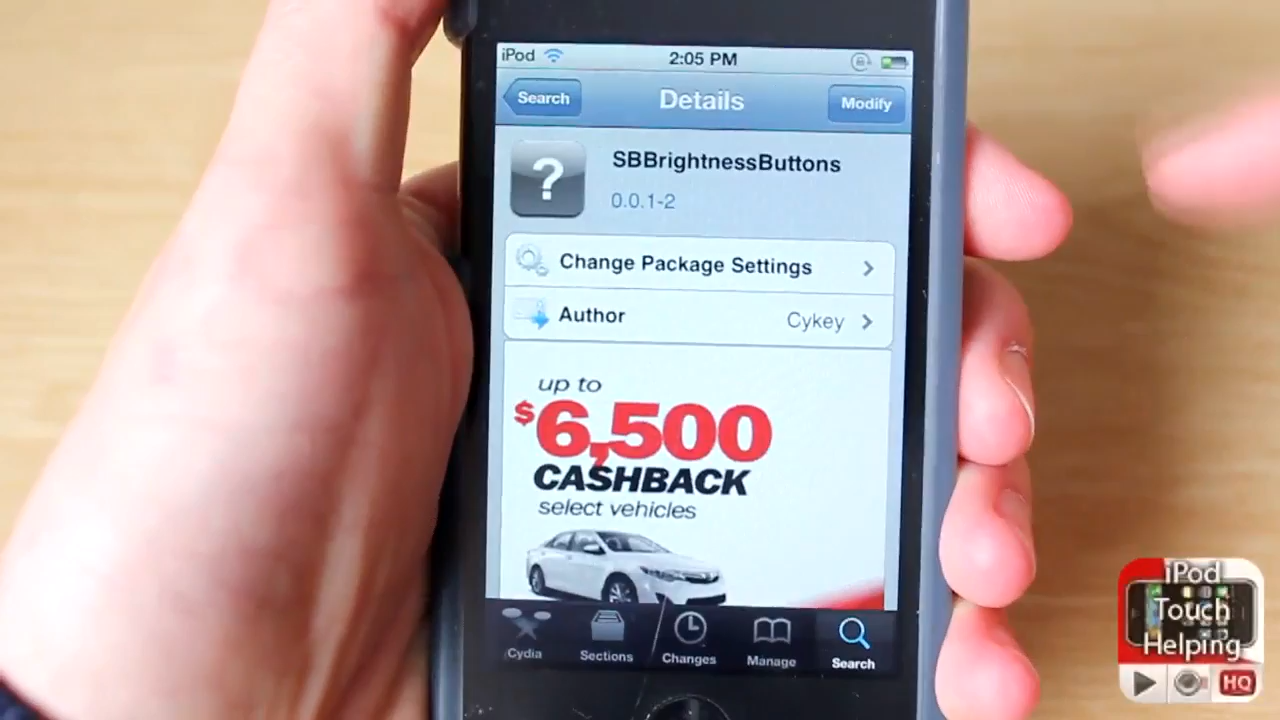 iPod
2:05 PM
Search
Details
Modify
?
SBBrightnessButtons
0.0.1-2
Change Package Settings
Author
Cykey
up to
$6,500
CASHBACK
select vehicles
Cydia
Sections
Changes
Manage
Search
iPod
Touch
Helping
HQ